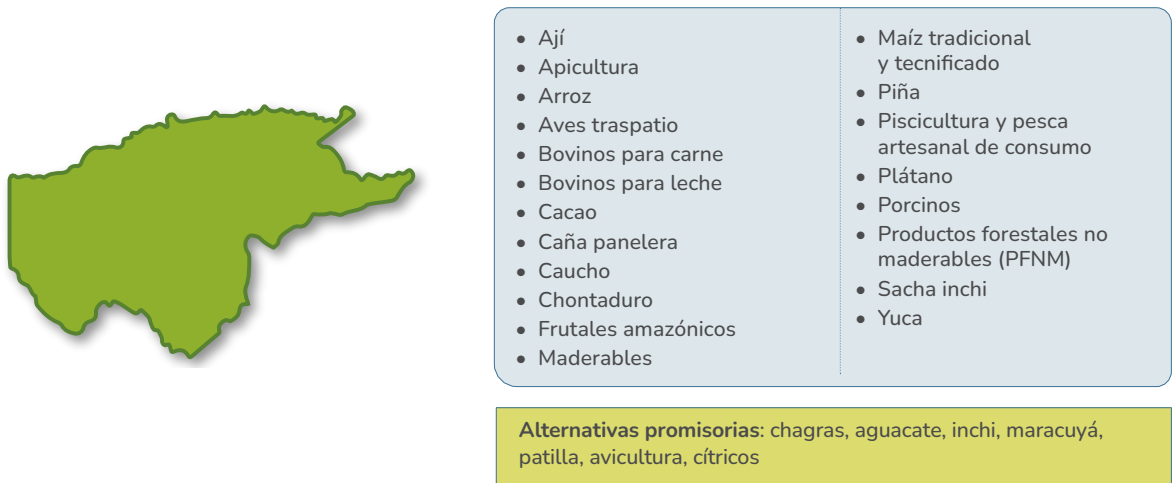 • Ají
• Apicultura
• Arroz
• Aves traspatio
• Bovinos para carne
• Bovinos para leche
• Cacao
• Caña panelera
• Caucho
• Chontaduro
• Frutales amazónicos
• Maderables
• Maíz tradicional
y tecnificado
• Piña
• Piscicultura y pesca
artesanal de consumo
• Plátano
• Porcinos
• Productos forestales no
maderables (PFNM)
• Sacha inchi
• Yuca
Alternativas promisorias: chagras, aguacate, inchi, maracuyá,
patilla, avicultura, cítricos